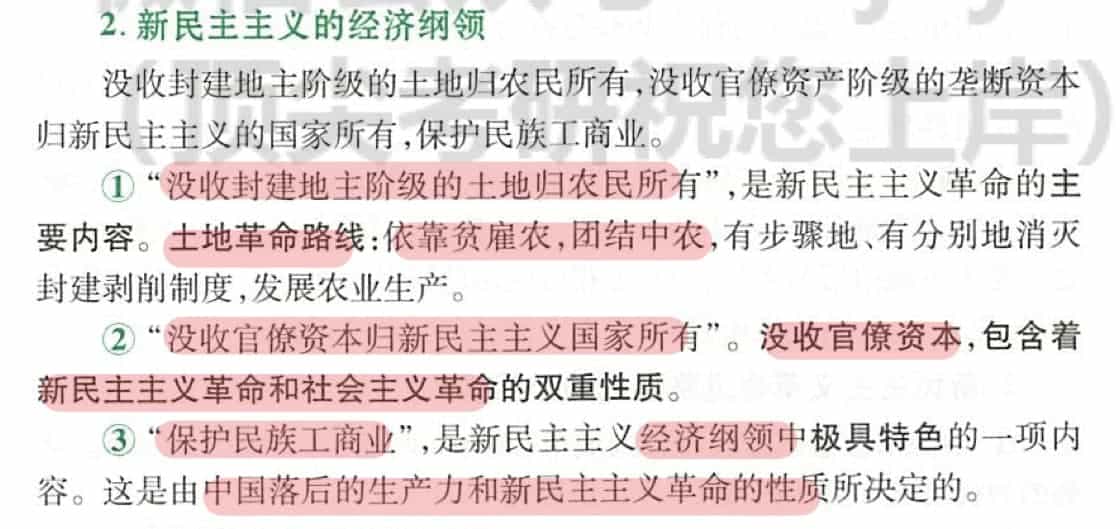 2. 新民主主义的经济纲领
没收封建地主阶级的土地归农民所有,没收官僚资产阶级的垄断资本
归新民主主义的国家所有,保护民族工商业。
①“没收封建地主阶级的土地归农民所有”,是新民主主义革命的主
要内容。土地革命路线:依靠贫雇农,团结中农,有步骤地、有分别地消灭
封建剥削制度,发展农业生产。
②“没收官僚资本归新民主主义国家所有”。没收官僚资本,包含着
新民主主义革命和社会主义革命的双重性质。
③“保护民族工商业”,是新民主主义经济纲领中极具特色的一项内
容。这是由中国落后的生产力和新民主主义革命的性质所决定的。
(顶尖考研祝您上岸)